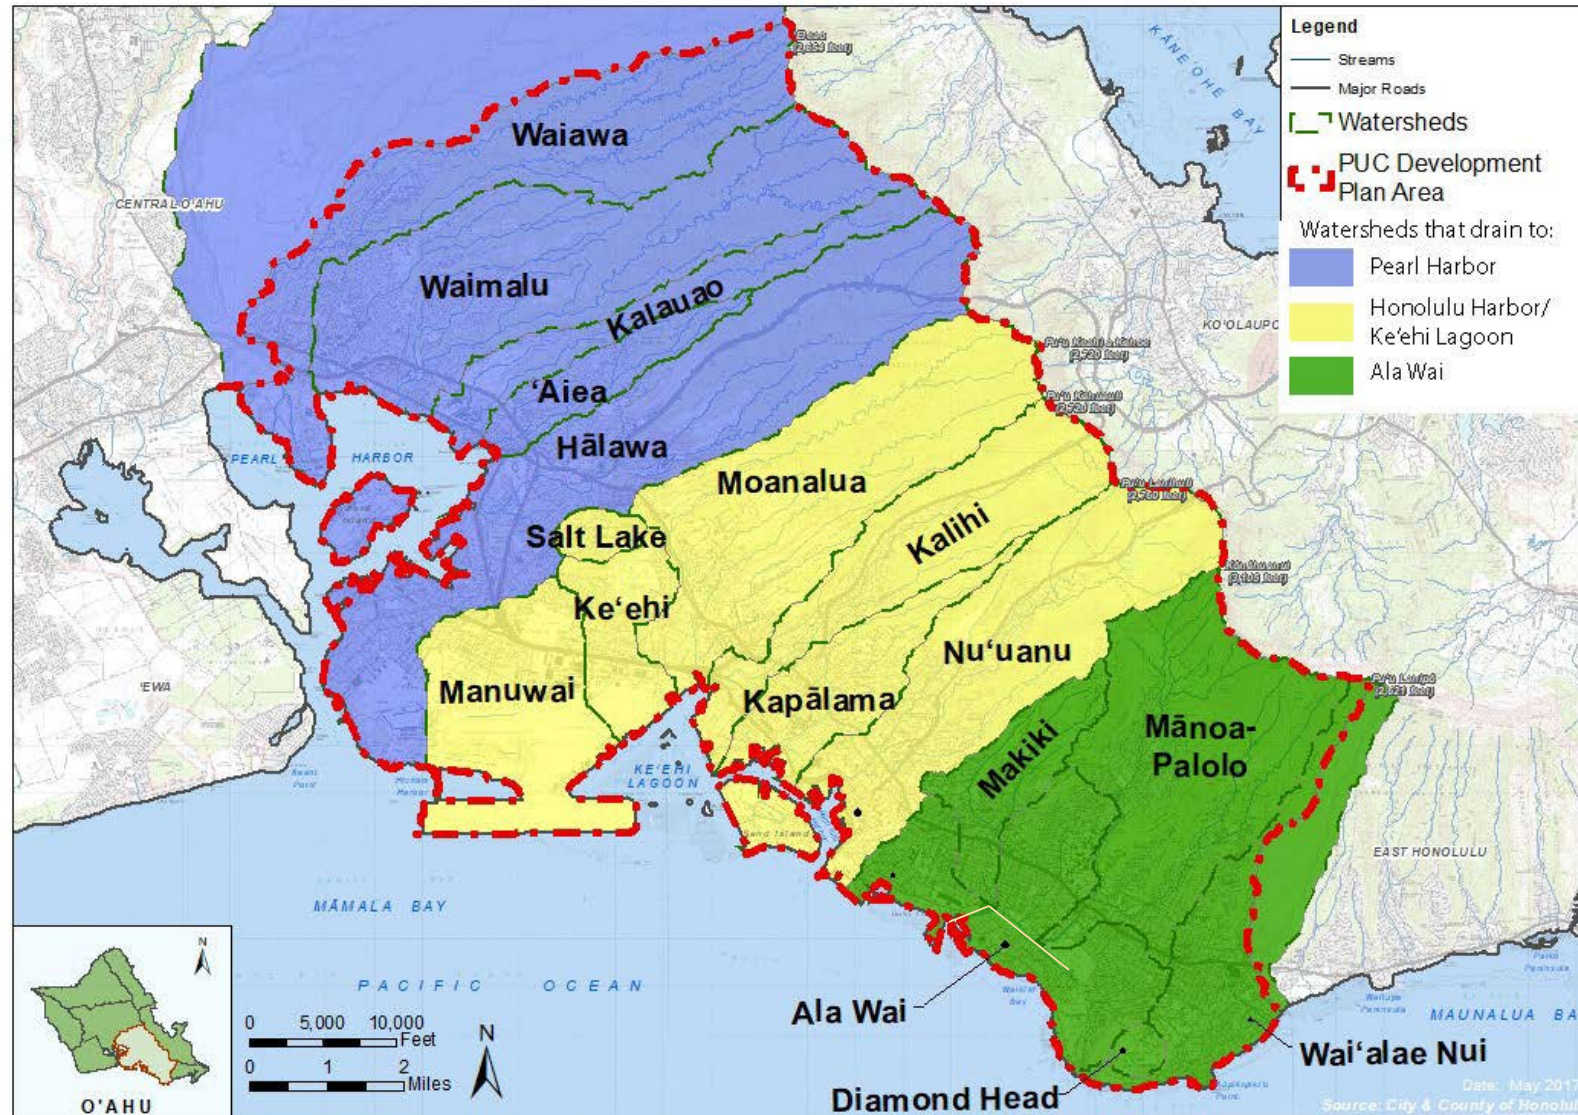 Legend
Streams
Major Roads
Watersheds
PUC Development
Plan Area
Watersheds that drain to:
Pearl Harbor
Honolulu Harbor/
Ke‘ehi Lagoon
Ala Wai
KĀNE‘OHE BAY
CENTRAL O‘AHU
Waiawa
Waimalu
Kalauao
‘Aiea
Hālawa
PEARL HARBOR
KO‘OLAUPO
Moanalua
Salt Lake
Kalihi
Ke‘ehi
‘EWA
Manuwai
Nu‘uanu
Kapālama
KE‘EHI
LAGOON
Makiki
Mānoa-
Palolo
Sand Island
EAST HONOLULU
MĀMALA BAY
PACIFIC OCEAN
Ala Wai
Diamond Head
Wai‘alae Nui
MAUNALUA BA
N
O‘AHU
0 5,000 10,000
Feet
0 1 2
Miles
N
Date: May 2017
Source: City & County of Honolul